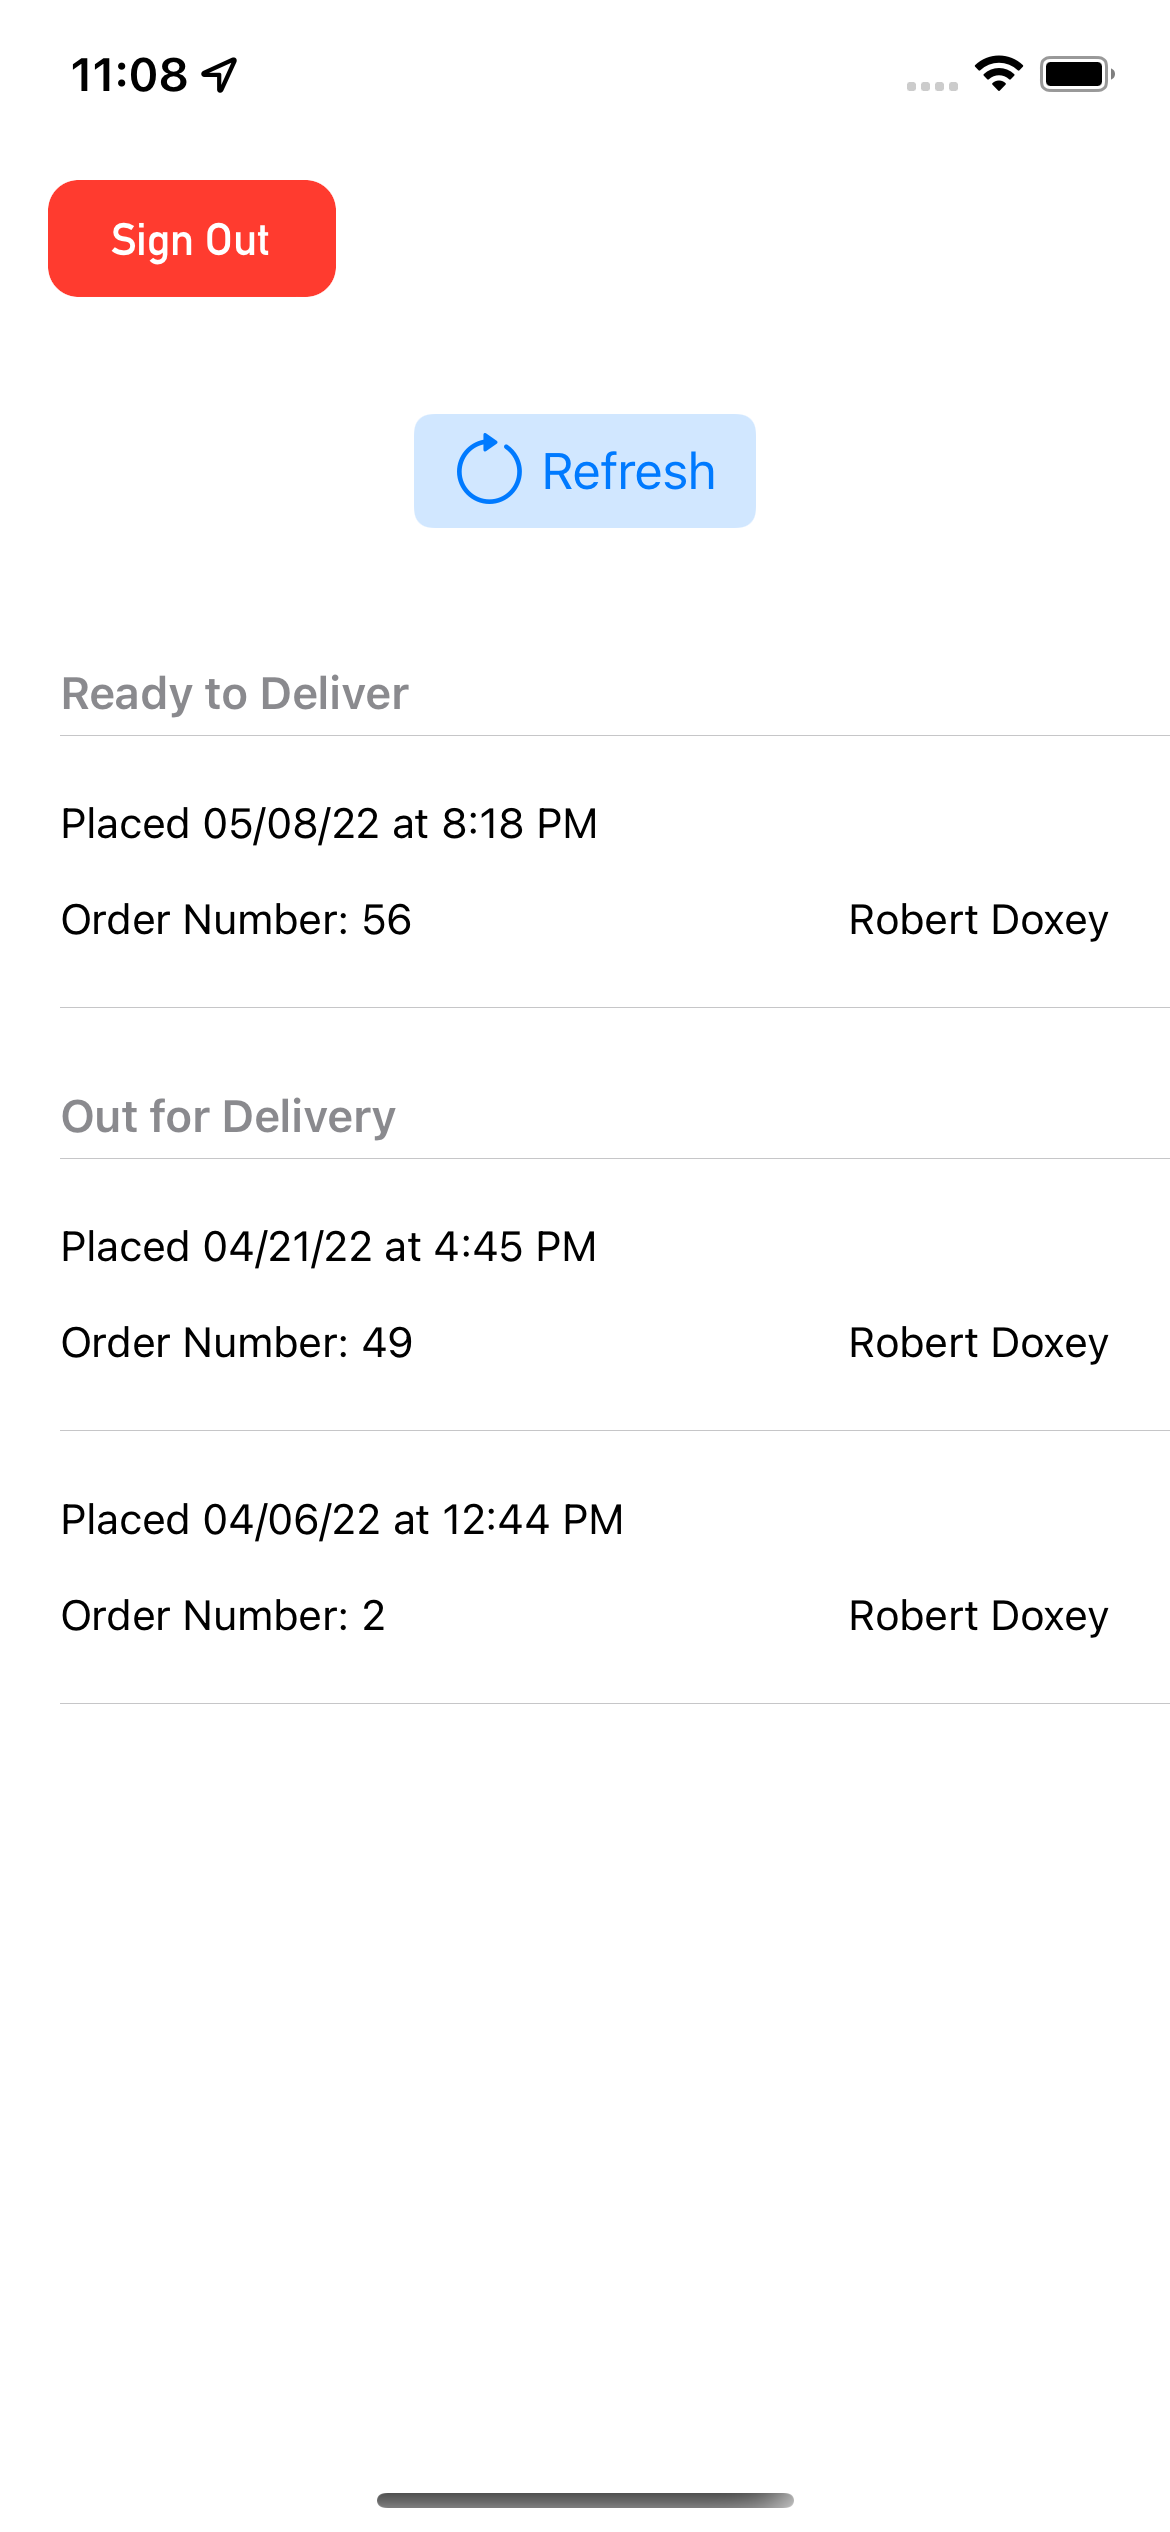 11:08
Sign Out
Refresh
Ready to Deliver
Placed 05/08/22 at 8:18 PM
Order Number: 56 Robert Doxey
Out for Delivery
Placed 04/21/22 at 4:45 PM
Order Number: 49 Robert Doxey
Placed 04/06/22 at 12:44 PM
Order Number: 2 Robert Doxey